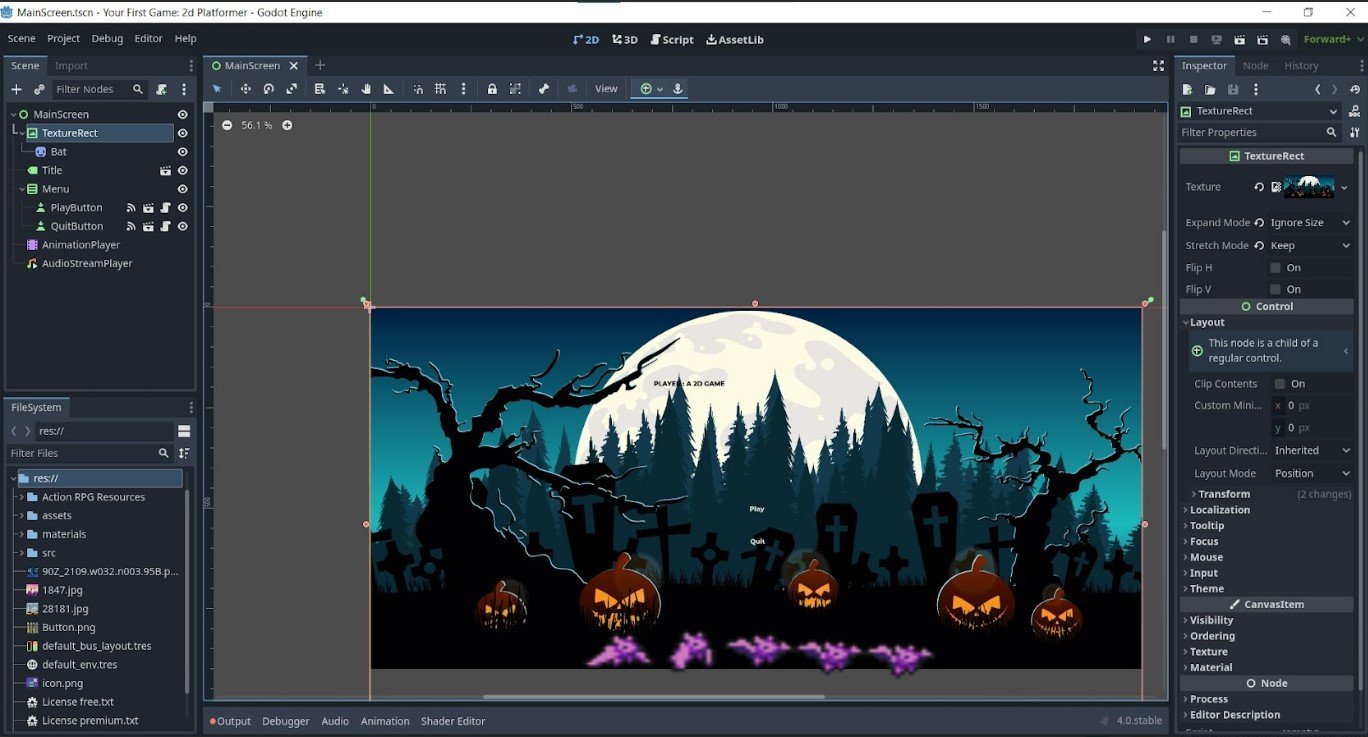 MainScreen.tscn - Your First Game: 2d Platformer - Godot Engine
Scene Project Debug Editor Help
2D 3D Script AssetLib
Forward+
Scene Import
MainScreen
Inspector Node History
Filter Nodes
View
56.1 %
0 500 1000 1500
MainScreen
TextureRect
Bat
Title
Menu
PlayButton
QuitButton
AnimationPlayer
AudioStreamPlayer
FileSystem
res://
Filter Files
res://
Action RPG Resources
assets
materials
src
90Z_2109.w032.n003.95B.p...
1847.jpg
28181.jpg
Button.png
default_bus_layout.tres
default_env.tres
icon.png
License free.txt
License premium.txt
A 2D GAME
Play
Quit
Output Debugger Audio Animation Shader Editor
4.0.stable
TextureRect
Filter Properties
TextureRect
Texture
Expand Mode Ignore Size
Stretch Mode Keep
Flip H On
Flip V On
Control
Layout
This node is a child of a
regular control.
Clip Contents On
Custom Mini... x 0 px
y 0 px
Layout Directi... Inherited
Layout Mode Position
Transform (2 changes)
Localization
Tooltip
Focus
Mouse
Input
Theme
CanvasItem
Visibility
Ordering
Texture
Material
Node
Process
Editor Description